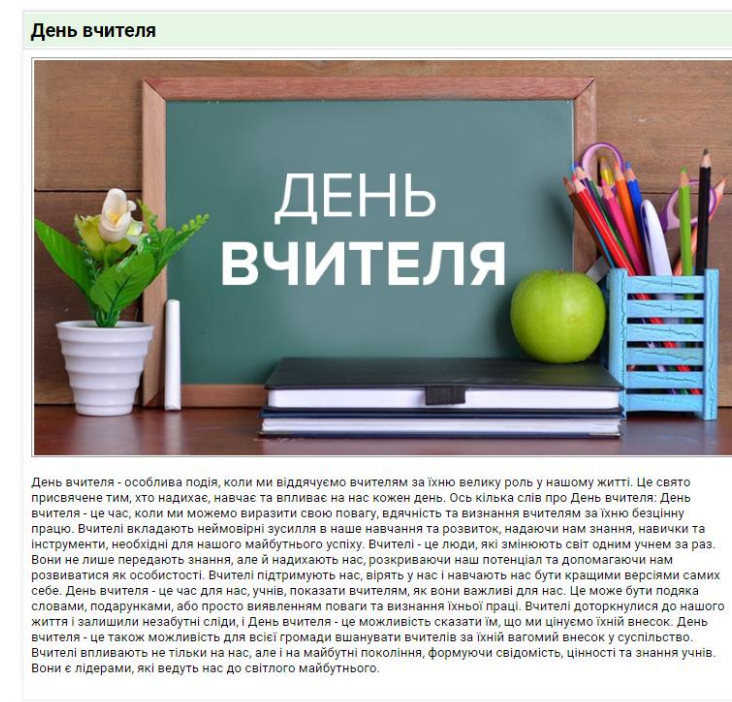 День вчителя
ДЕНЬ
ВЧИТЕЛЯ
День вчителя - особлива подія, коли ми віддячуємо вчителям за їхню велику роль у нашому житті. Це свято
присвячене тим, хто надихає, навчає та впливає на нас кожен день. Ось кілька слів про День вчителя: День
вчителя - це час, коли ми можемо виразити свою повагу, вдячність та визнання вчителям за їхню безцінну
працю. Вчителі вкладають неймовірні зусилля в наше навчання та розвиток, надаючи нам знання, навички та
інструменти, необхідні для нашого майбутнього успіху. Вчителі - це люди, які змінюють світ одним учнем за раз.
Вони не лише передають знання, але й надихають нас, розкриваючи наш потенціал та допомагаючи нам
розвиватися як особистості. Вчителі підтримують нас, вірять у нас і навчають нас бути кращими версіями самих
себе. День вчителя - це час для нас, учнів, показати вчителям, як вони важливі для нас. Це може бути подяка
словами, подарунками, або просто виявленням поваги та визнання їхньої праці. Вчителі доторкнулися до нашого
життя і залишили незабутні сліди, і День вчителя - це можливість сказати їм, що ми цінуємо їхній внесок. День
вчителя - це також можливість для всієї громади вшанувати вчителів за їхній вагомий внесок у суспільство.
Вчителі впливають не тільки на нас, але і на майбутні покоління, формуючи свідомість, цінності та знання учнів.
Вони є лідерами, які ведуть нас до світлого майбутнього.